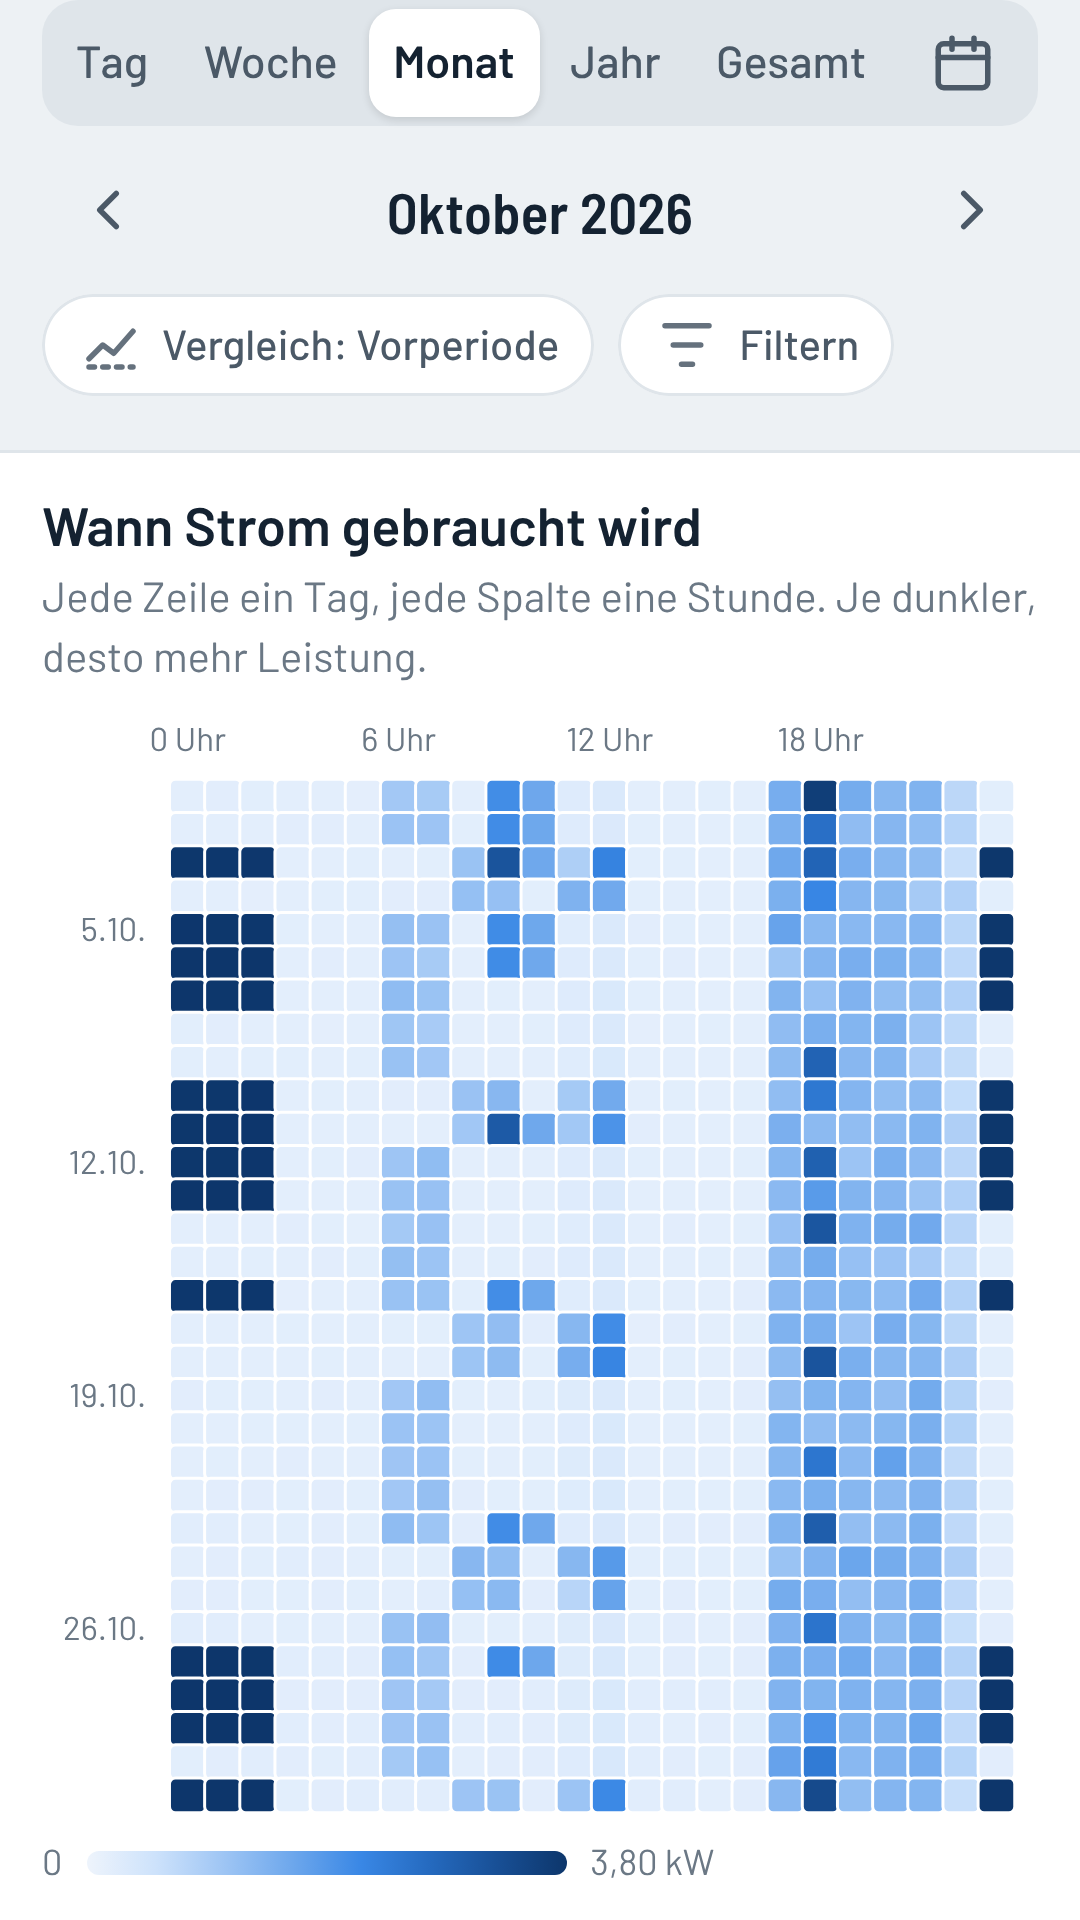 Tag Woche Monat Jahr Gesamt
Oktober 2026
Vergleich: Vorperiode Filtern
Wann Strom gebraucht wird
Jede Zeile ein Tag, jede Spalte eine Stunde. Je dunkler,
desto mehr Leistung.
0 Uhr 6 Uhr 12 Uhr 18 Uhr
5.10.
12.10.
19.10.
26.10.
0 3,80 kW